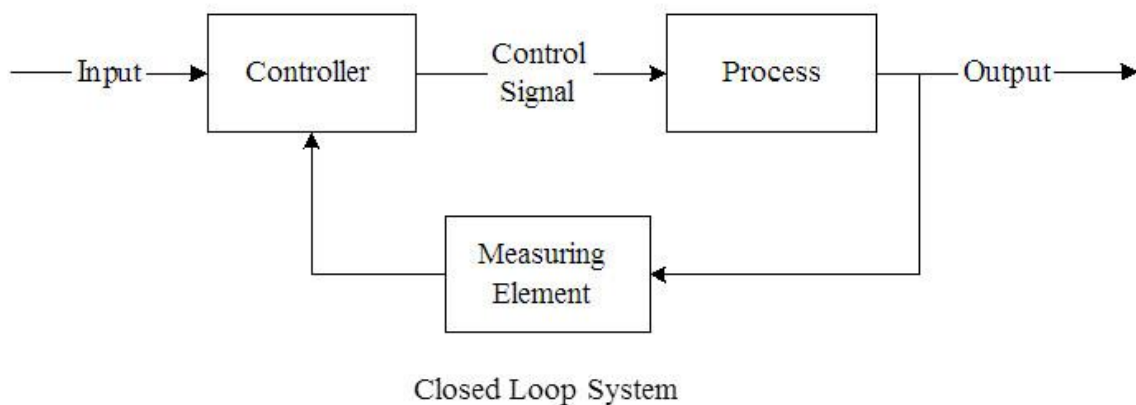 Input
Controller
Control
Signal
Process
Output
Measuring
Element
Closed Loop System